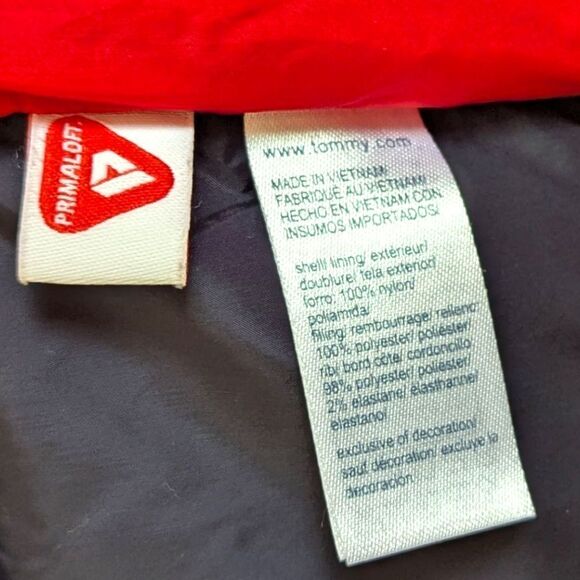 PRIMALOFT
www.tommy.com
MADE IN VIETNAM/
FABRIQUÉ AU VIETNAM/
HECHO EN VIETNAM CON
INSUMOS IMPORTADOS/
shell/ lining/ extérieur/
doublure/ tela exterior/
forro: 100% nylon/
poliamida/
filling/ rembourrage/ relleno:
100% polyester/ poliéster/
rib/ bord côte/ cordoncillo
98% polyester/ poliéster/
2% elastane/ élasthanne/
elastano/
exclusive of decoration/
sauf décoration/ excluye la
decoración